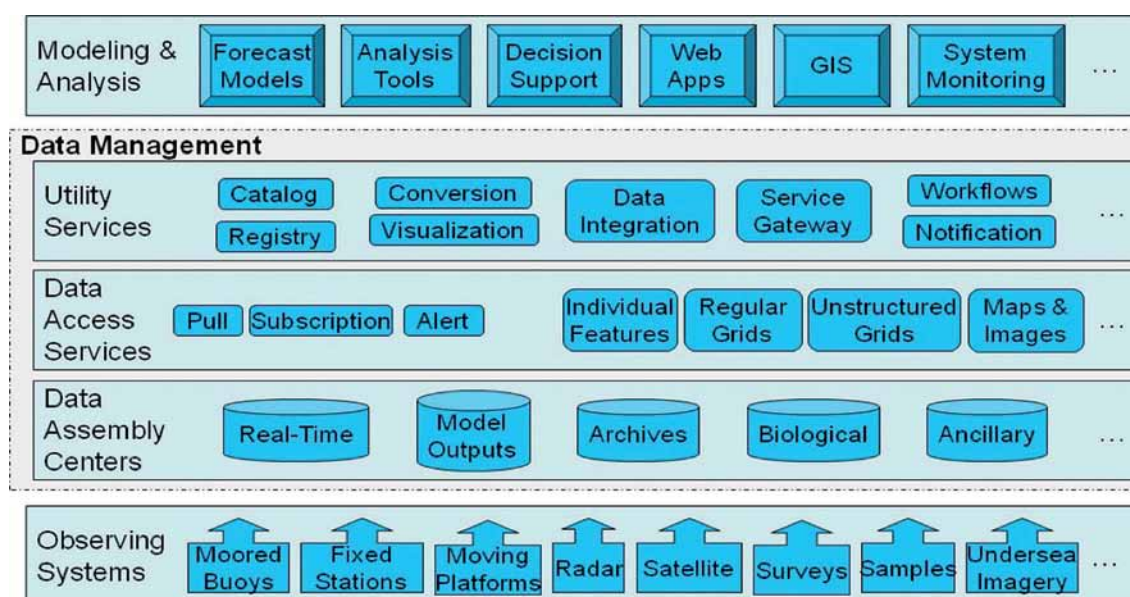 Modeling &
Analysis
Forecast
Models
Analysis
Tools
Decision
Support
Web
Apps
GIS
System
Monitoring
...
Data Management
Utility
Services
Catalog
Registry
Conversion
Visualization
Data
Integration
Service
Gateway
Workflows
Notification
...
Data
Access
Services
Pull
Subscription
Alert
Individual
Features
Regular
Grids
Unstructured
Grids
Maps &
Images
...
Data
Assembly
Centers
Real-Time
Model
Outputs
Archives
Biological
Ancillary
...
Observing
Systems
Moored
Buoys
Fixed
Stations
Moving
Platforms
Radar
Satellite
Surveys
Samples
Undersea
Imagery
...